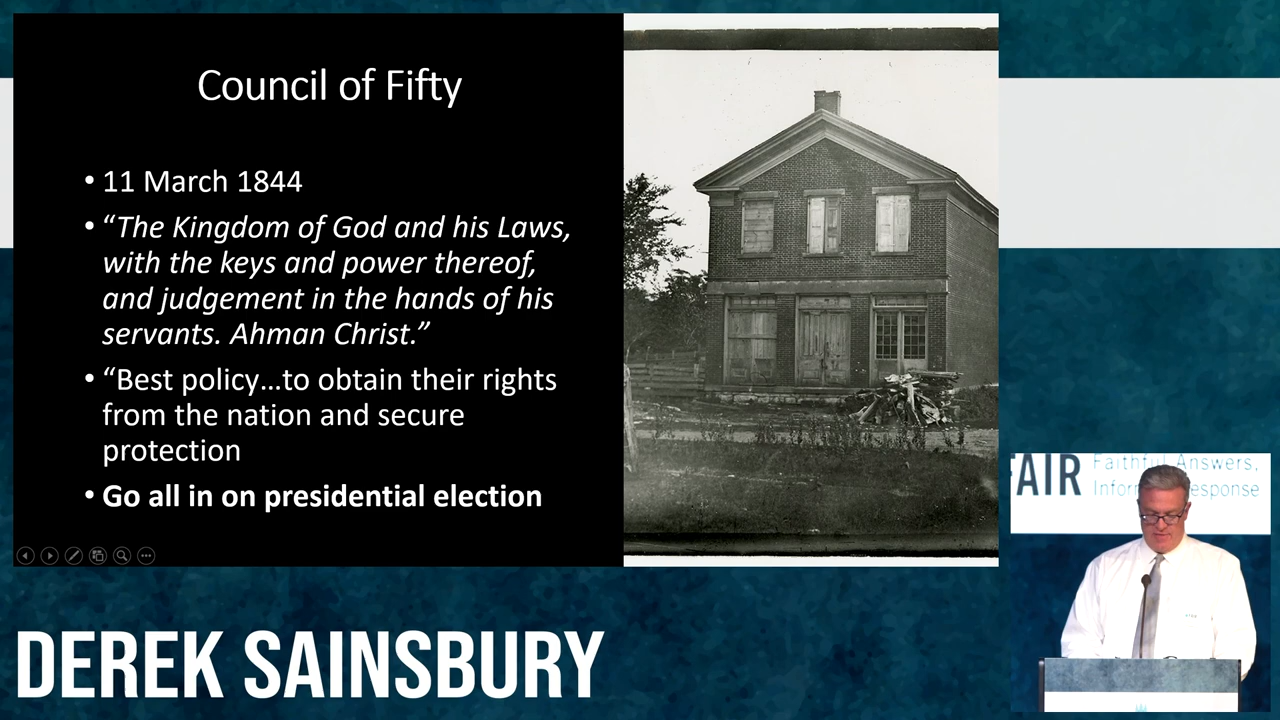 Council of Fifty
• 11 March 1844
• “The Kingdom of God and his Laws,
with the keys and power thereof,
and judgement in the hands of his
servants. Ahman Christ.”
• “Best policy…to obtain their rights
from the nation and secure
protection
• Go all in on presidential election
FAIR
Faithful Answers,
Informed Response
DEREK SAINSBURY